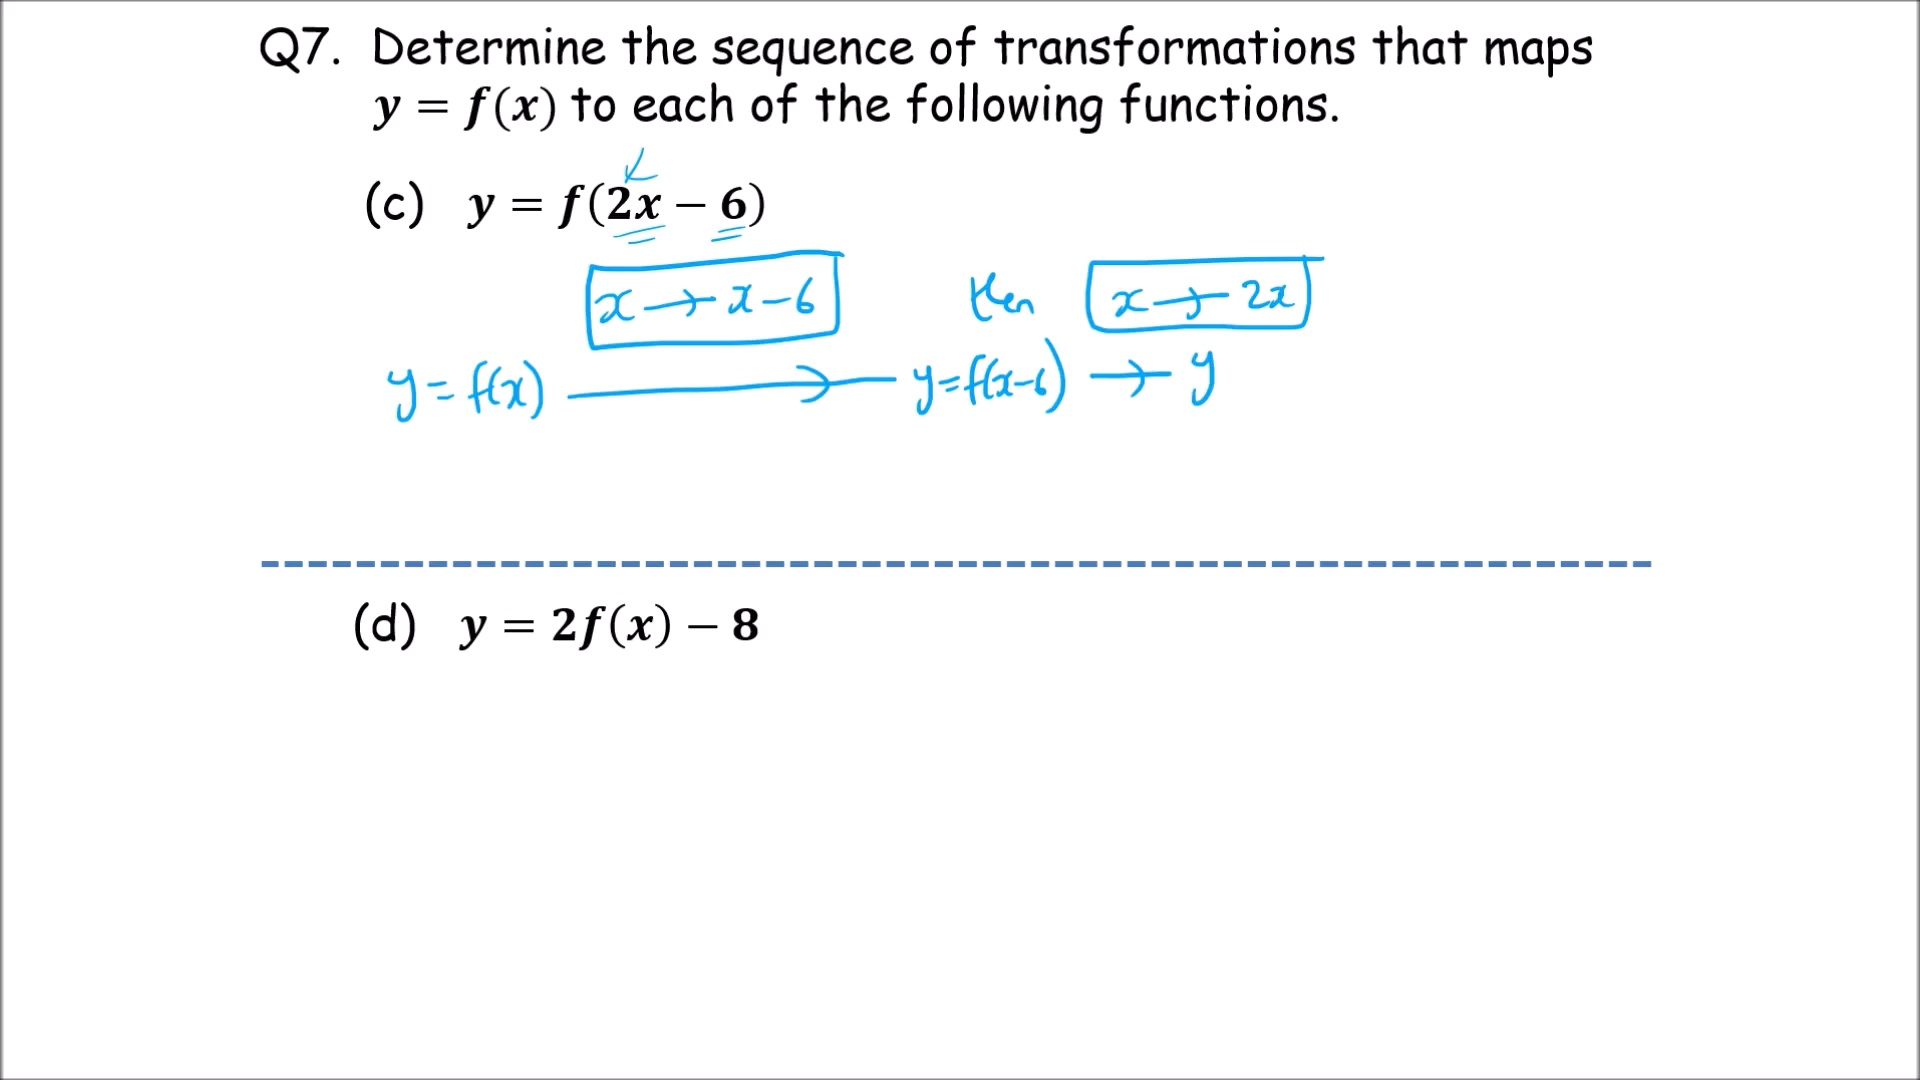 Q7. Determine the sequence of transformations that maps
y = f(x) to each of the following functions.
(c) y = f(2x − 6)
x → x−6 then x → 2x
y = f(x) → y=f(x−6) → y
(d) y = 2f(x) − 8